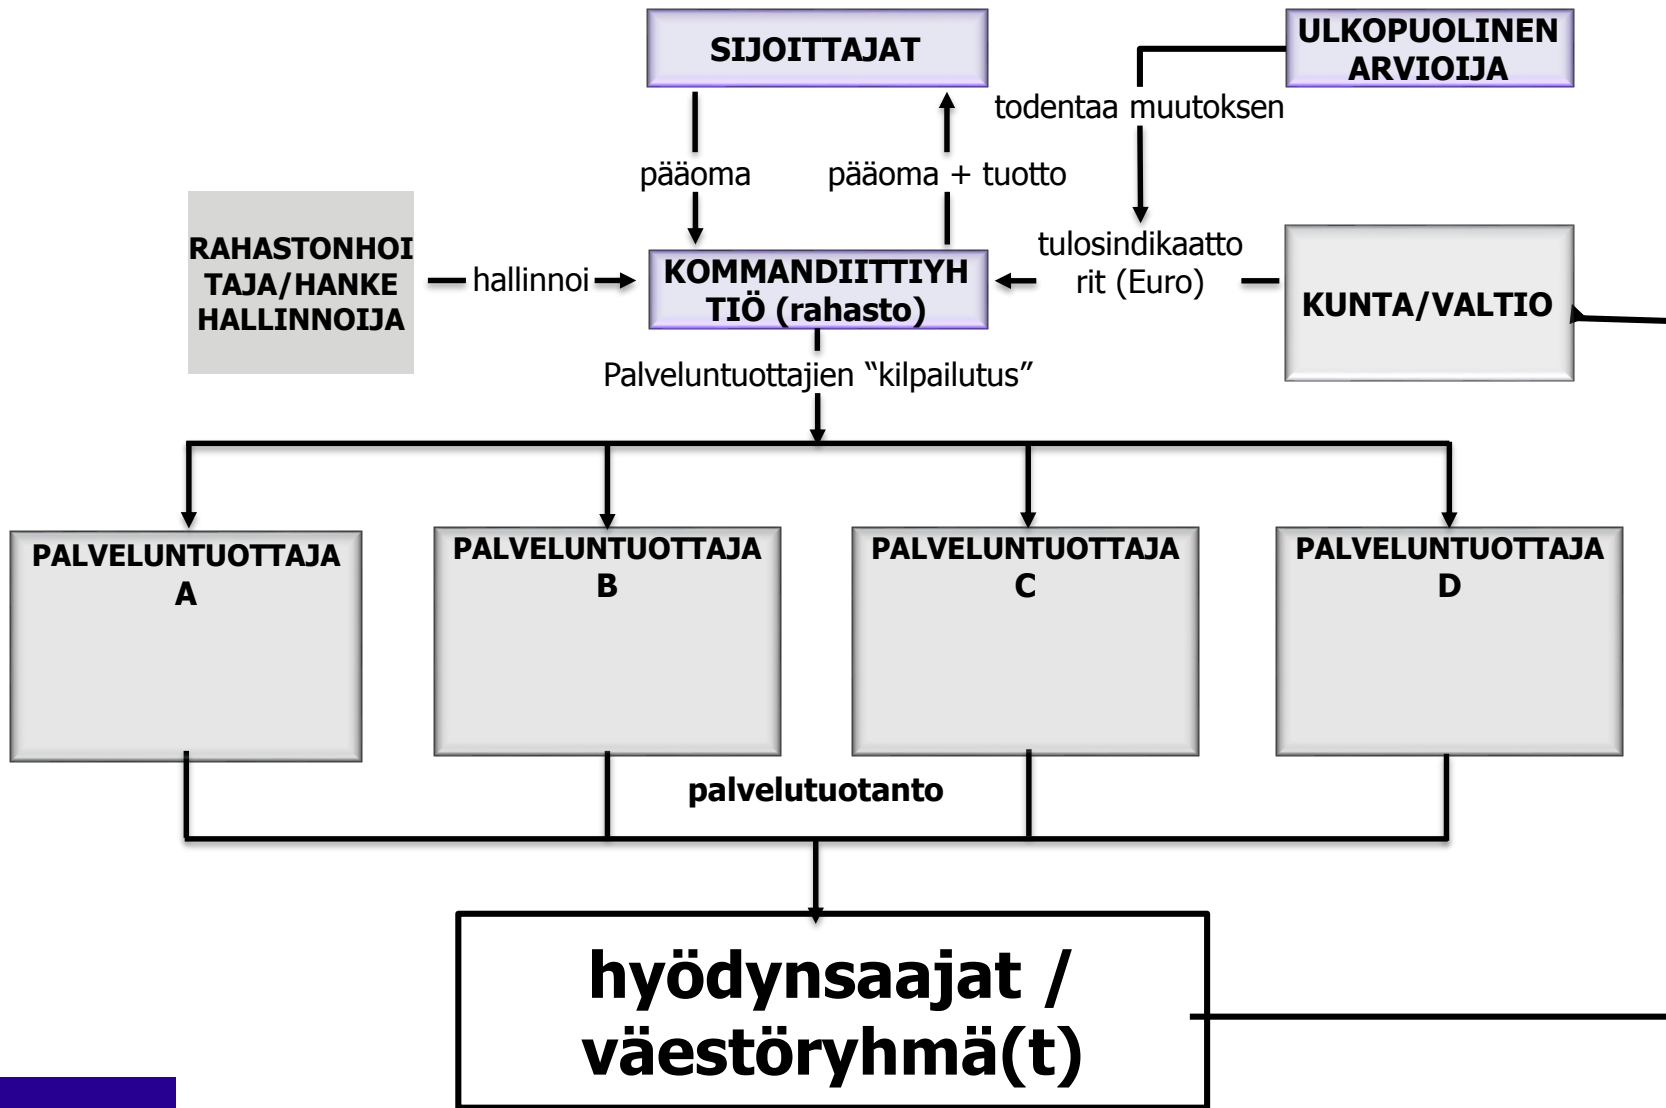 SIJOITTAJAT
ULKOPUOLINEN
ARVIOIJA
todentaa muutoksen
pääoma
pääoma + tuotto
RAHASTONHOI
TAJA/HANKE
HALLINNOIJA
hallinnoi
KOMMANDIITTIYH
TIÖ (rahasto)
tulosindikaatto
rit (Euro)
KUNTA/VALTIO
Palveluntuottajien “kilpailutus”
PALVELUNTUOTTAJA
A
PALVELUNTUOTTAJA
B
PALVELUNTUOTTAJA
C
PALVELUNTUOTTAJA
D
palvelutuotanto
hyödynsaajat /
väestöryhmä(t)